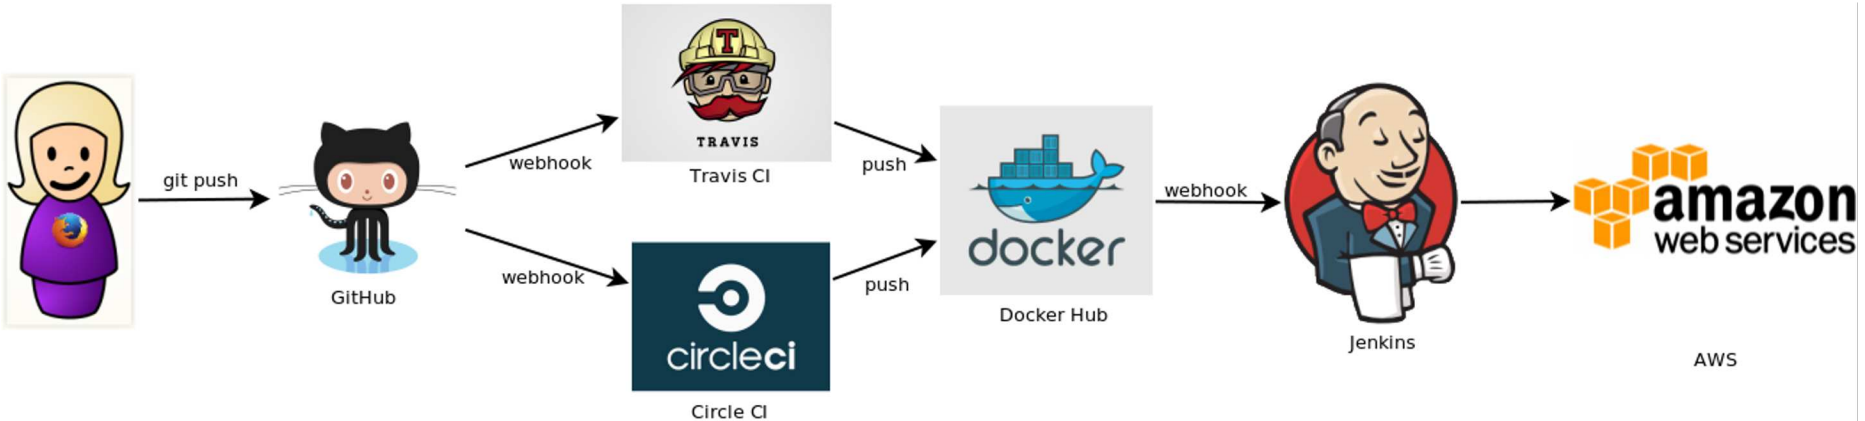 git push
GitHub
webhook
webhook
T
TRAVIS
Travis CI
circleci
Circle CI
push
push
docker
Docker Hub
webhook
Jenkins
amazon
web services
AWS